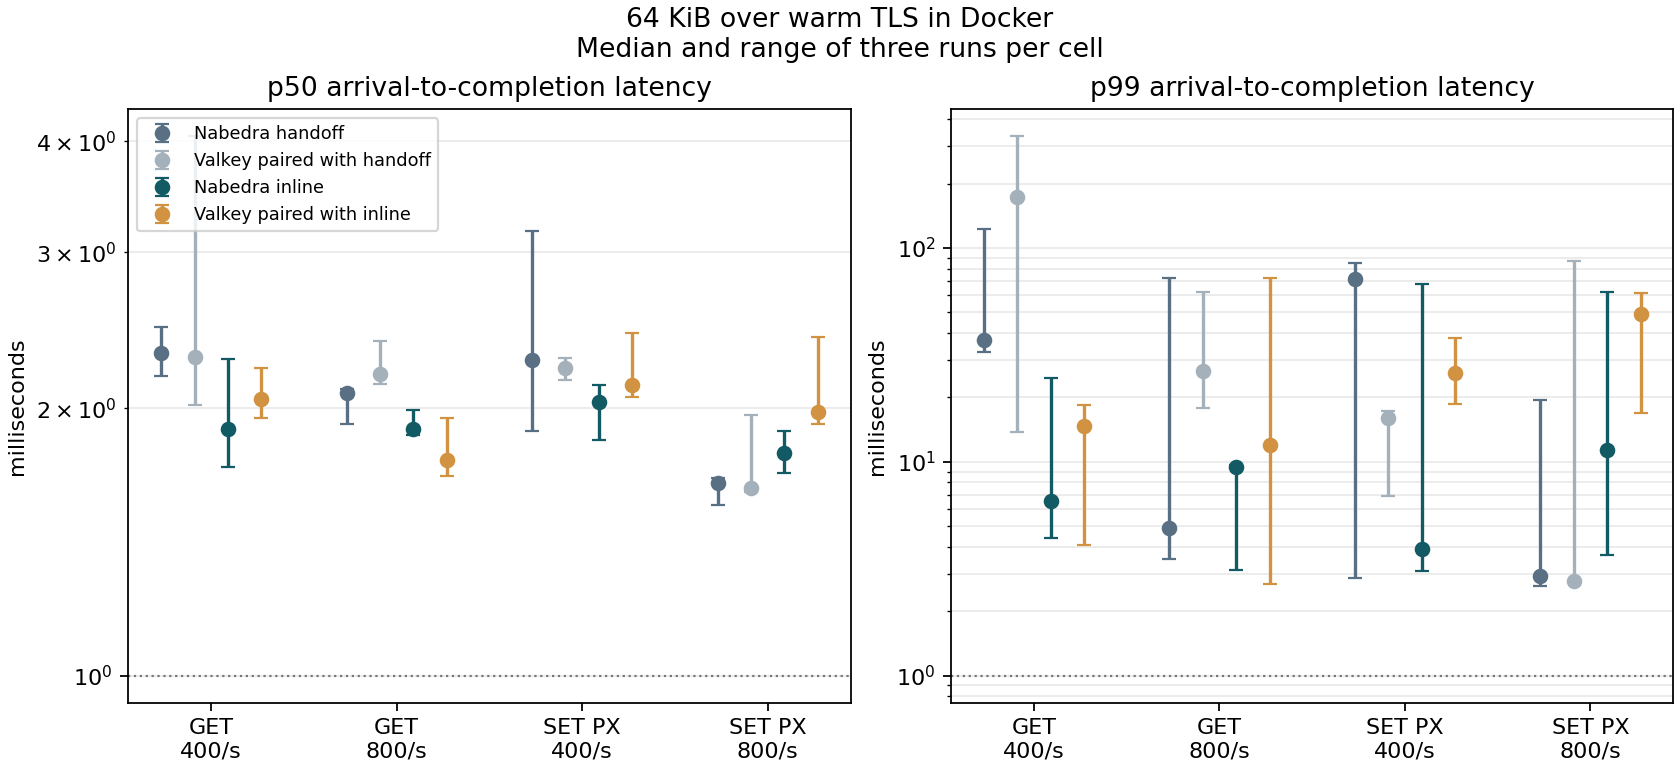 64 KiB over warm TLS in Docker
Median and range of three runs per cell
p50 arrival-to-completion latency
Nabedra handoff
Valkey paired with handoff
Nabedra inline
Valkey paired with inline
4 × 10⁰
3 × 10⁰
2 × 10⁰
10⁰
milliseconds
GET
400/s
GET
800/s
SET PX
400/s
SET PX
800/s
p99 arrival-to-completion latency
10²
10¹
10⁰
milliseconds
GET
400/s
GET
800/s
SET PX
400/s
SET PX
800/s